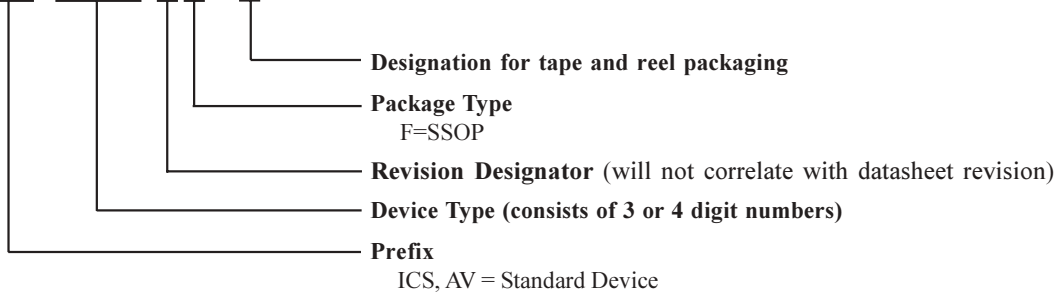 Designation for tape and reel packaging
Package Type
F=SSOP
Revision Designator (will not correlate with datasheet revision)
Device Type (consists of 3 or 4 digit numbers)
Prefix
ICS, AV = Standard Device